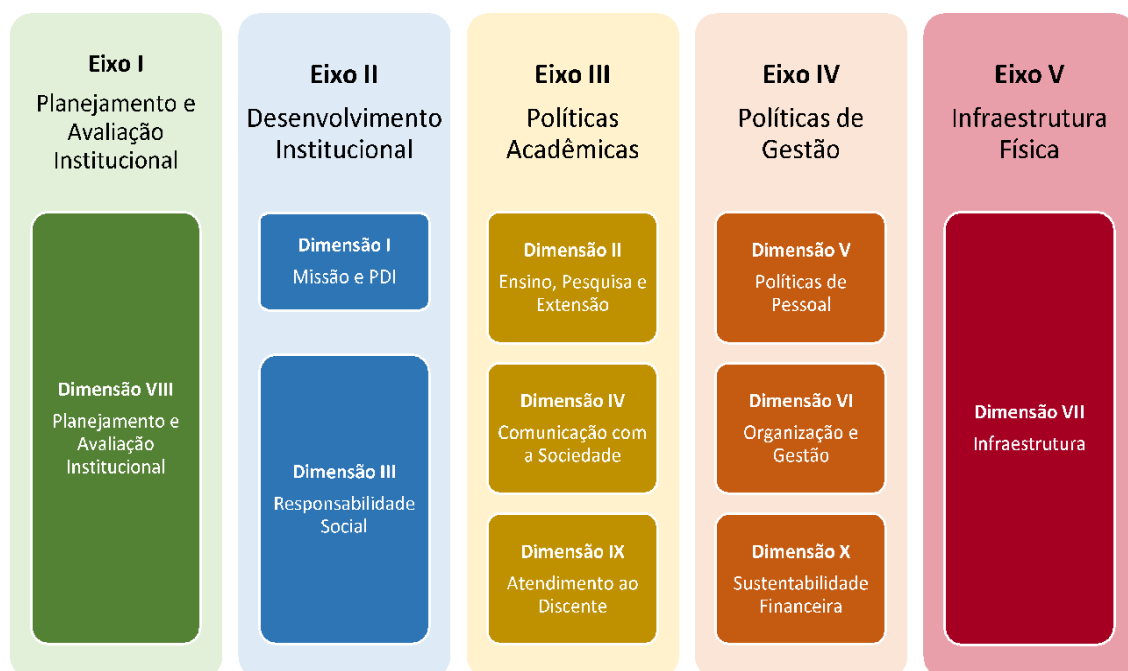 Eixo I
Planejamento e
Avaliação
Institucional
Dimensão VIII
Planejamento e
Avaliação
Institucional
Eixo II
Desenvolvimento
Institucional
Dimensão I
Missão e PDI
Dimensão III
Responsabilidade
Social
Eixo III
Políticas
Acadêmicas
Dimensão II
Ensino, Pesquisa e
Extensão
Dimensão IV
Comunicação com
a Sociedade
Dimensão IX
Atendimento ao
Discente
Eixo IV
Políticas de
Gestão
Dimensão V
Políticas de
Pessoal
Dimensão VI
Organização e
Gestão
Dimensão X
Sustentabilidade
Financeira
Eixo V
Infraestrutura
Física
Dimensão VII
Infraestrutura